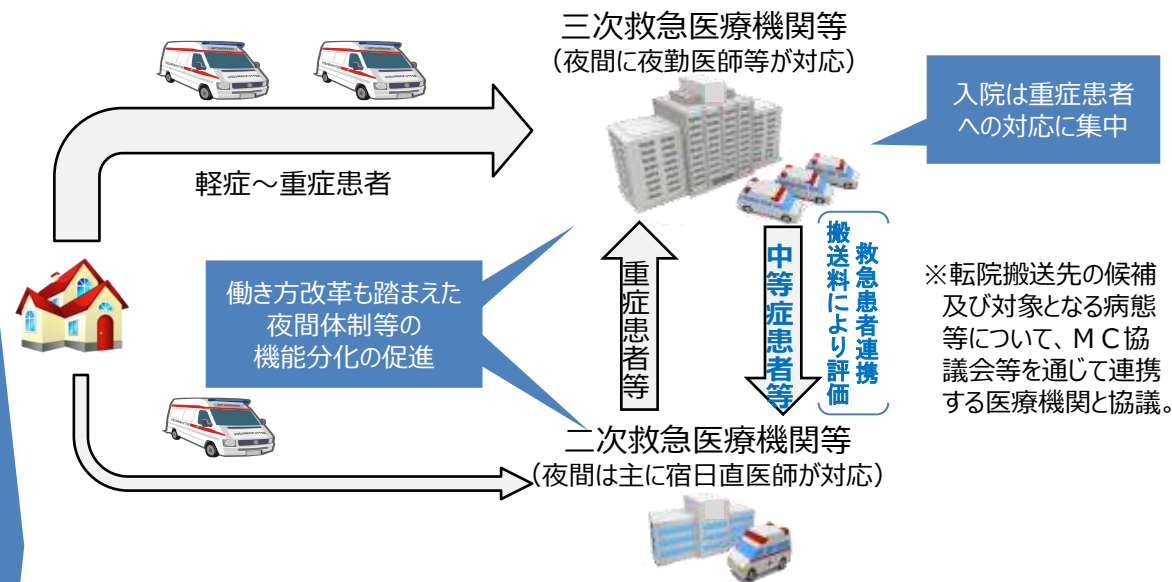 三次救急医療機関等
（夜間に夜勤医師等が対応）
入院は重症患者
への対応に集中
軽症～重症患者
働き方改革も踏まえた
夜間体制等の
機能分化の促進
重症患者等
中等症患者等
救急患者連携
搬送料により評価
※転院搬送先の候補
及び対象となる病態
等について、ＭＣ協
議会等を通じて連携
する医療機関と協議。
二次救急医療機関等
（夜間は主に宿日直医師が対応）